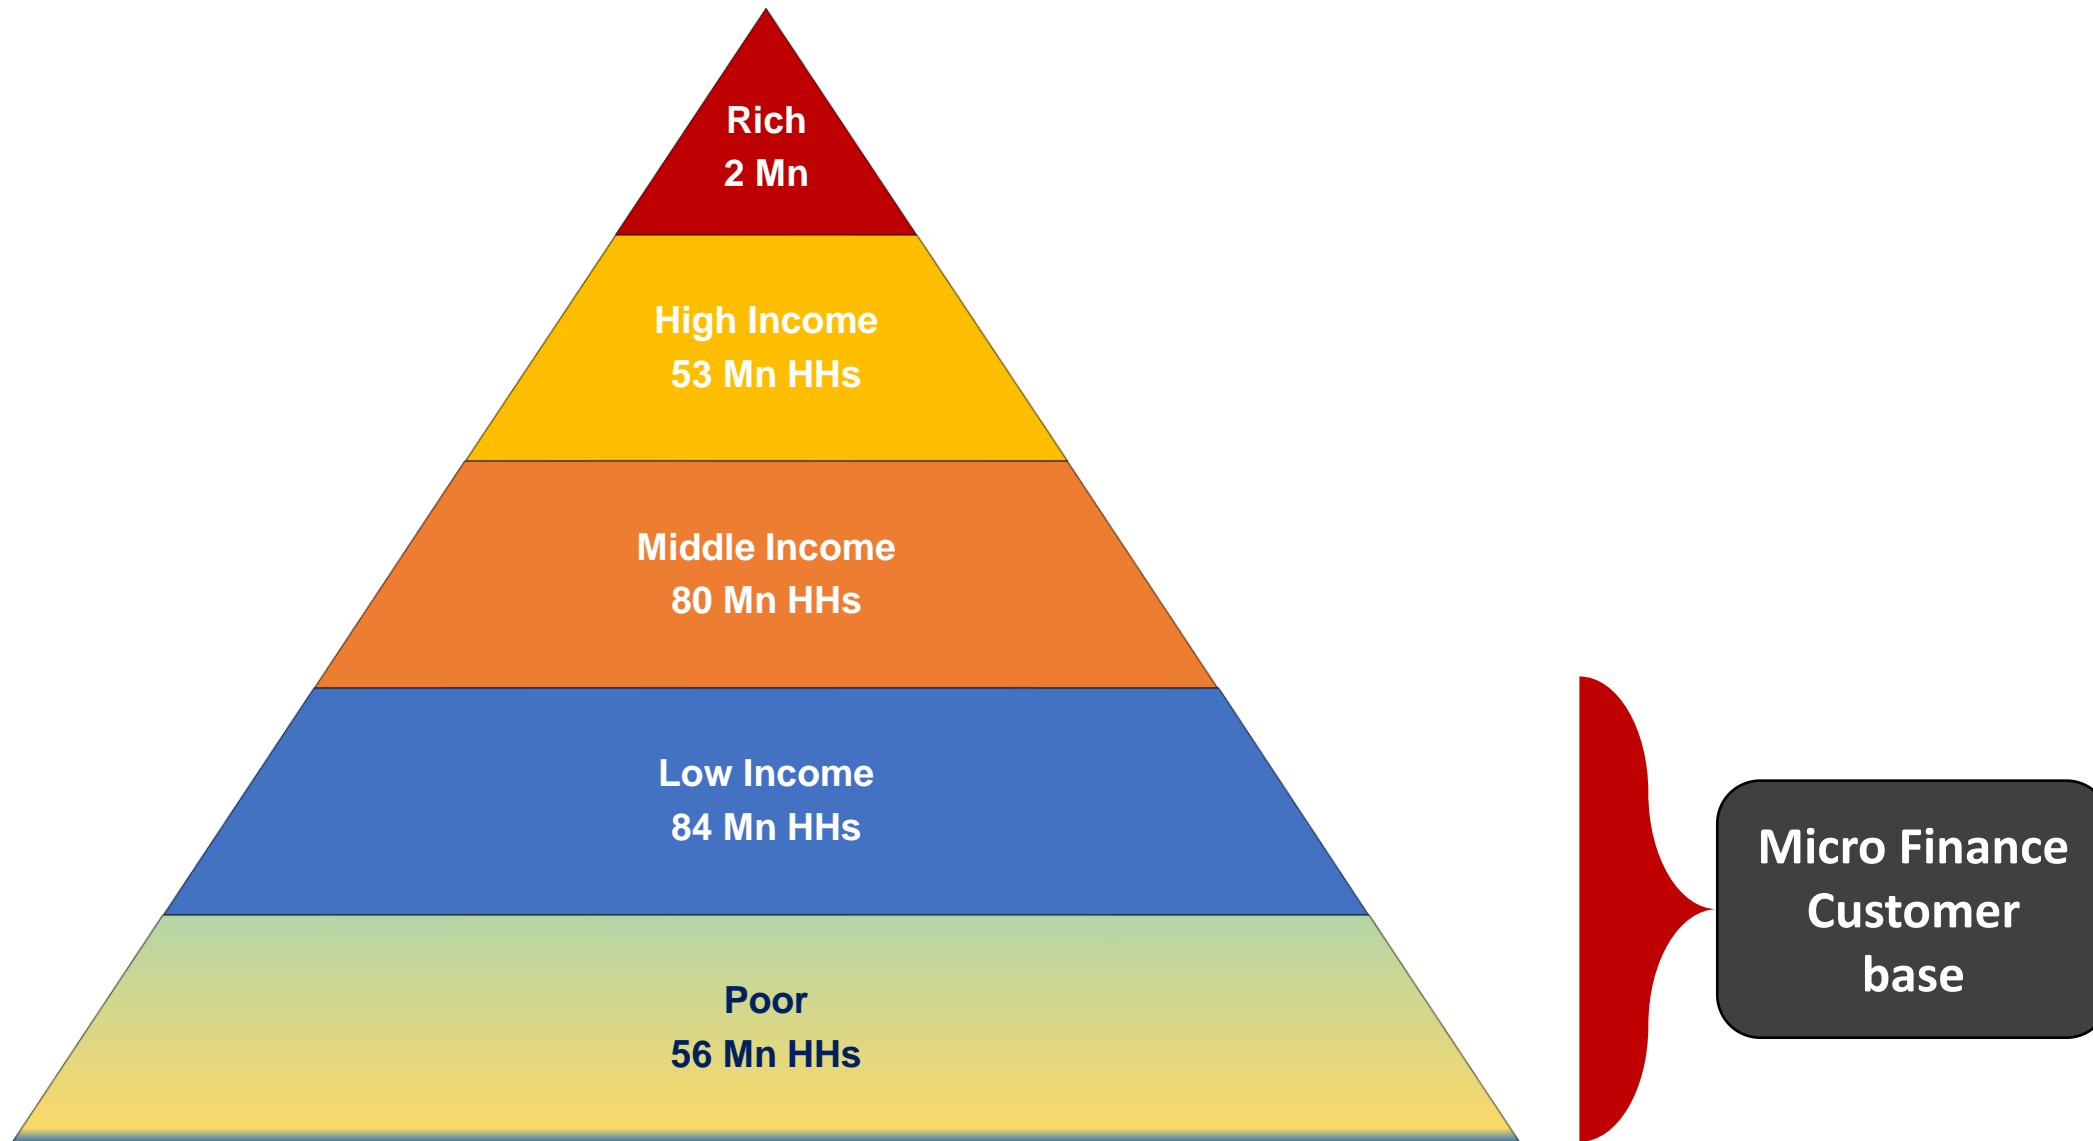 Rich
2 Mn
High Income
53 Mn HHs
Middle Income
80 Mn HHs
Low Income
84 Mn HHs
Poor
56 Mn HHs
Micro Finance
Customer
base